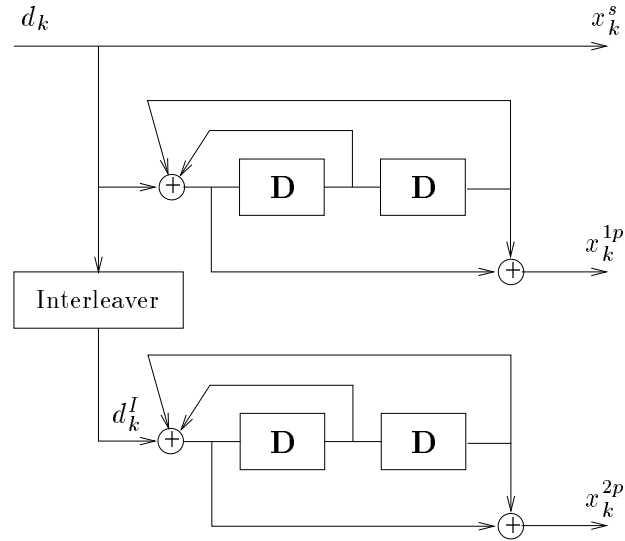 d_k x_k^s
+ D D
x_k^{1p}
+
Interleaver
d_k^I
+ D D
x_k^{2p}
+